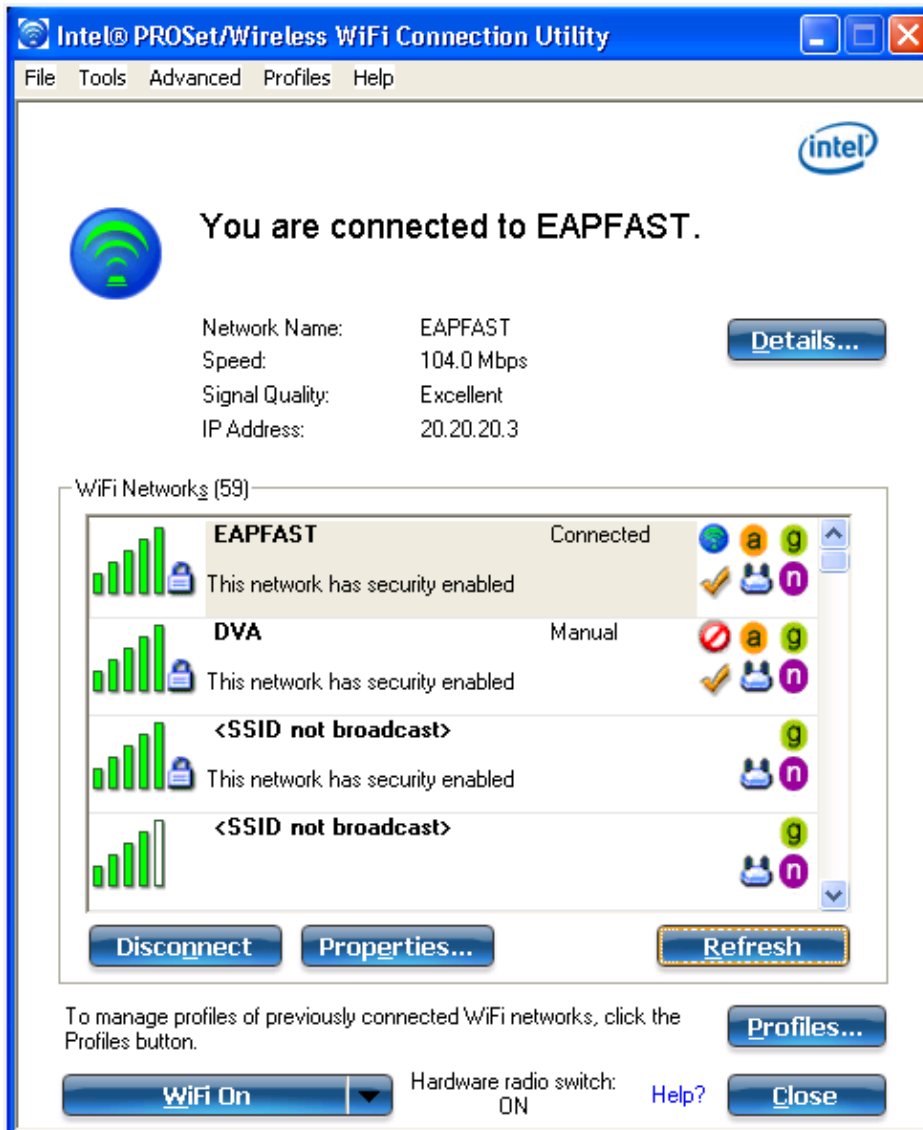 Intel® PROSet/Wireless WiFi Connection Utility
File Tools Advanced Profiles Help
intel
You are connected to EAPFAST.
Network Name: EAPFAST
Details...
Speed: 104.0 Mbps
Signal Quality: Excellent
IP Address: 20.20.20.3
WiFi Networks (59)
EAPFAST Connected a g
This network has security enabled n
DVA Manual a g
This network has security enabled n
<SSID not broadcast> g
This network has security enabled n
<SSID not broadcast> g
n
Disconnect Properties... Refresh
To manage profiles of previously connected WiFi networks, click the
Profiles button.
Profiles...
WiFi On
Hardware radio switch:
ON
Help?
Close